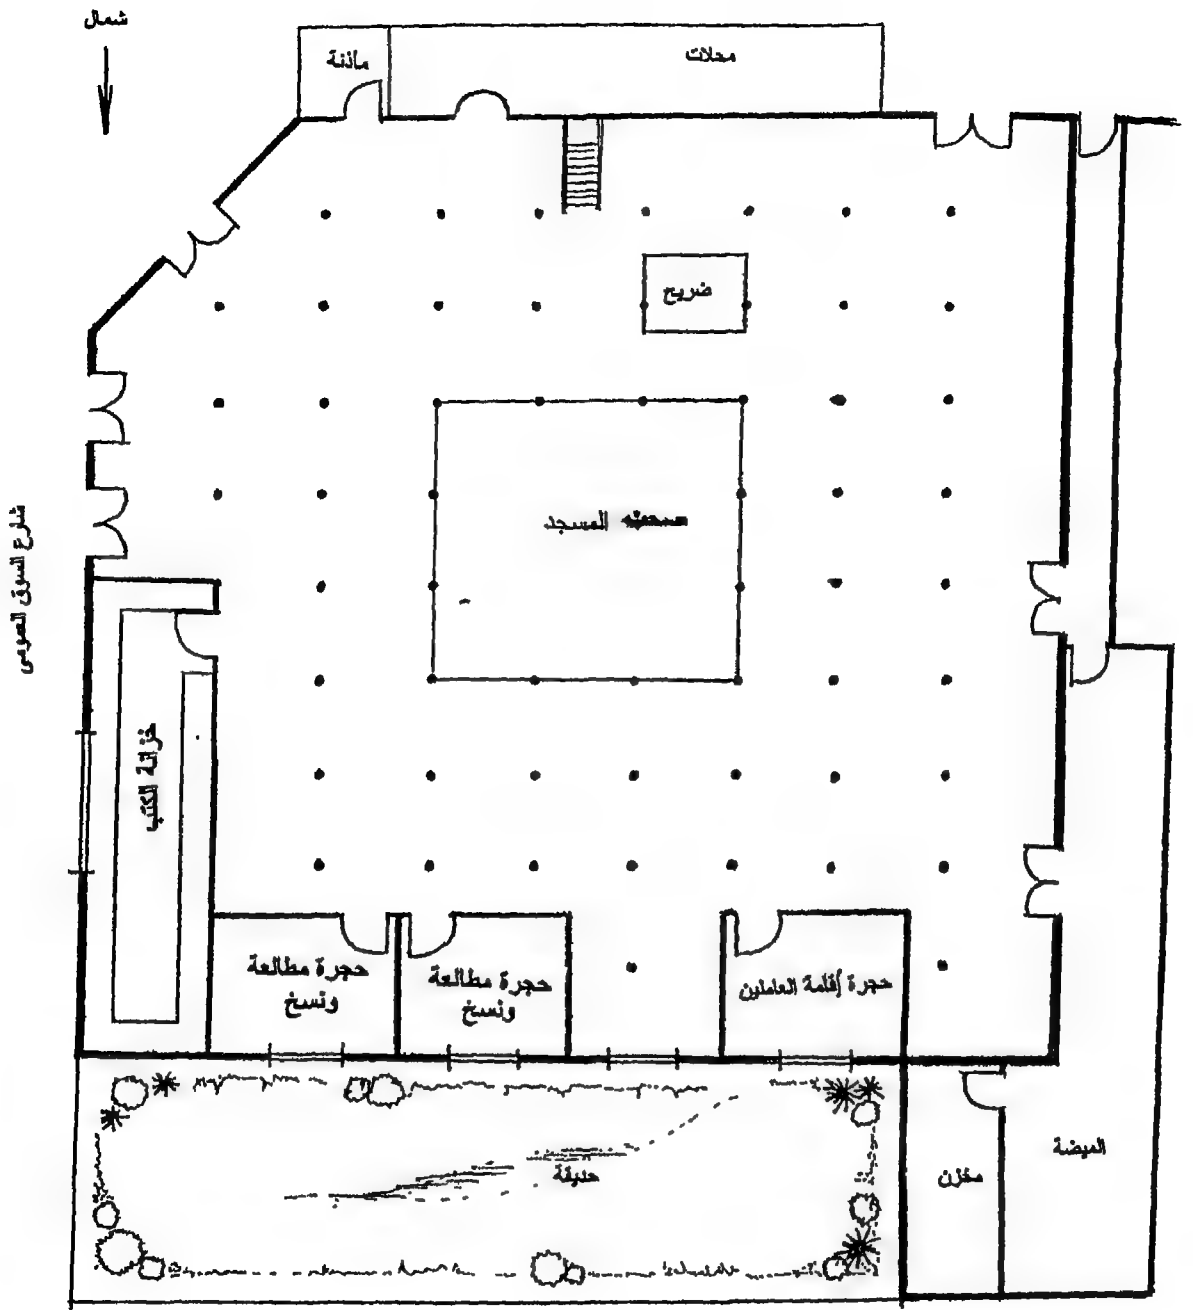 شمال
مأذنة
محلات
ضريح
المسجد
شارع السوق العمومى
خزانة الكتب
حجرة مطالعة
ونسخ
حجرة مطالعة
ونسخ
حجرة إقامة العاملين
حديقة
مخزن
الميضة